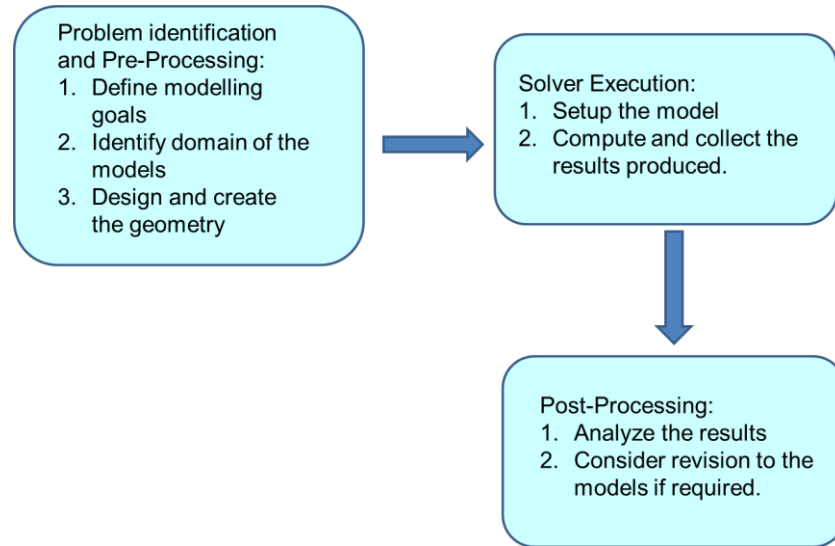 Problem identification
and Pre-Processing:
1. Define modelling
goals
2. Identify domain of the
models
3. Design and create
the geometry
Solver Execution:
1. Setup the model
2. Compute and collect the
results produced.
Post-Processing:
1. Analyze the results
2. Consider revision to the
models if required.